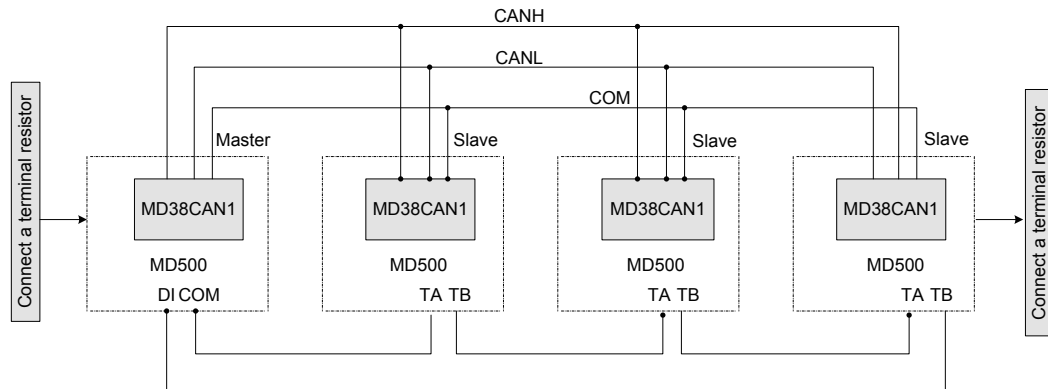 CANH
CANL
COM
Master
Slave
Slave
Slave
Connect a terminal resistor
MD38CAN1
MD38CAN1
MD38CAN1
MD38CAN1
Connect a terminal resistor
MD500
MD500
MD500
MD500
DI COM
TA TB
TA TB
TA TB